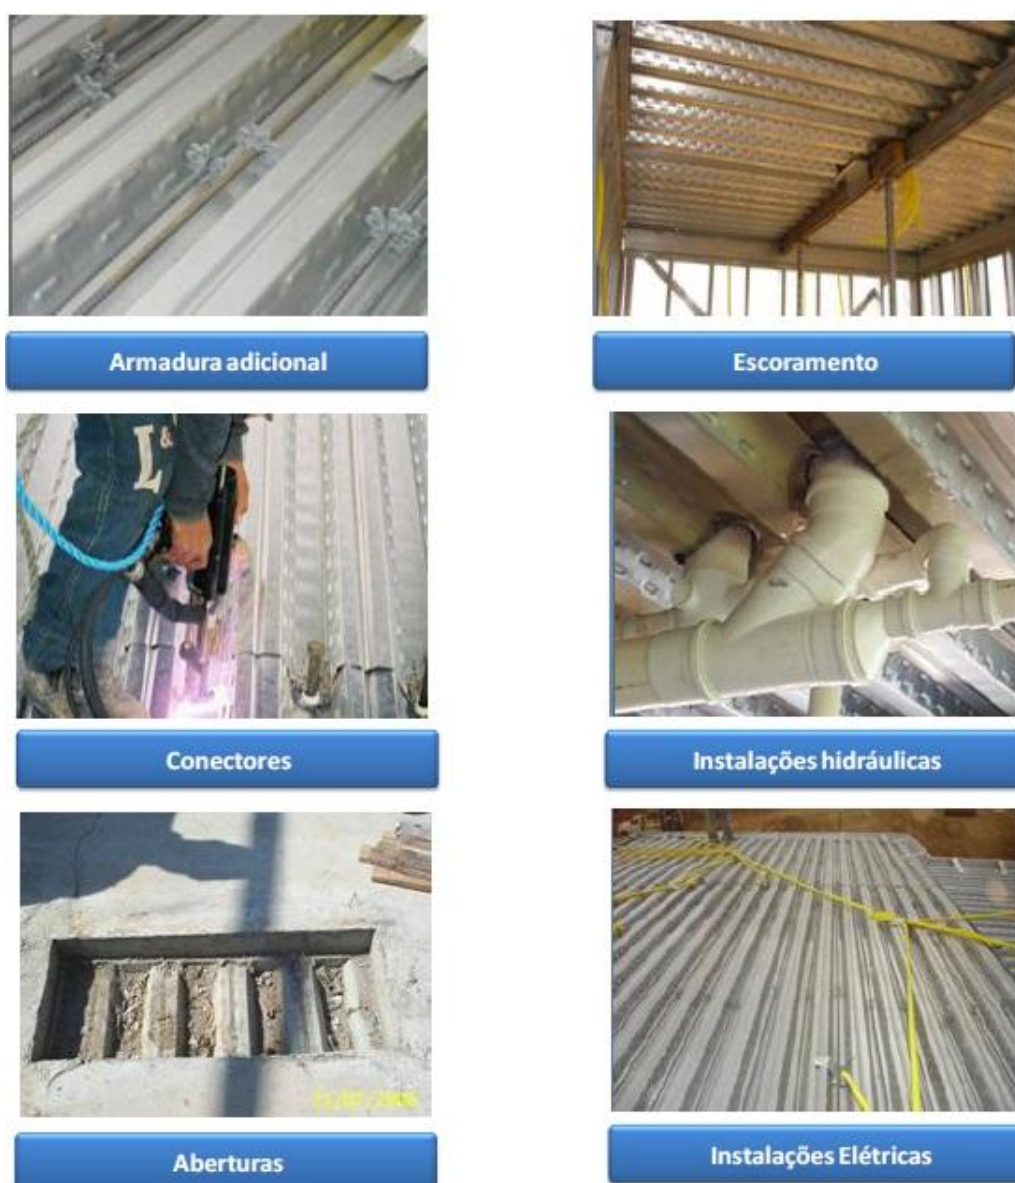 Armadura adicional
Escoramento
L&
Conectores
Instalações hidráulicas
Aberturas
Instalações Elétricas